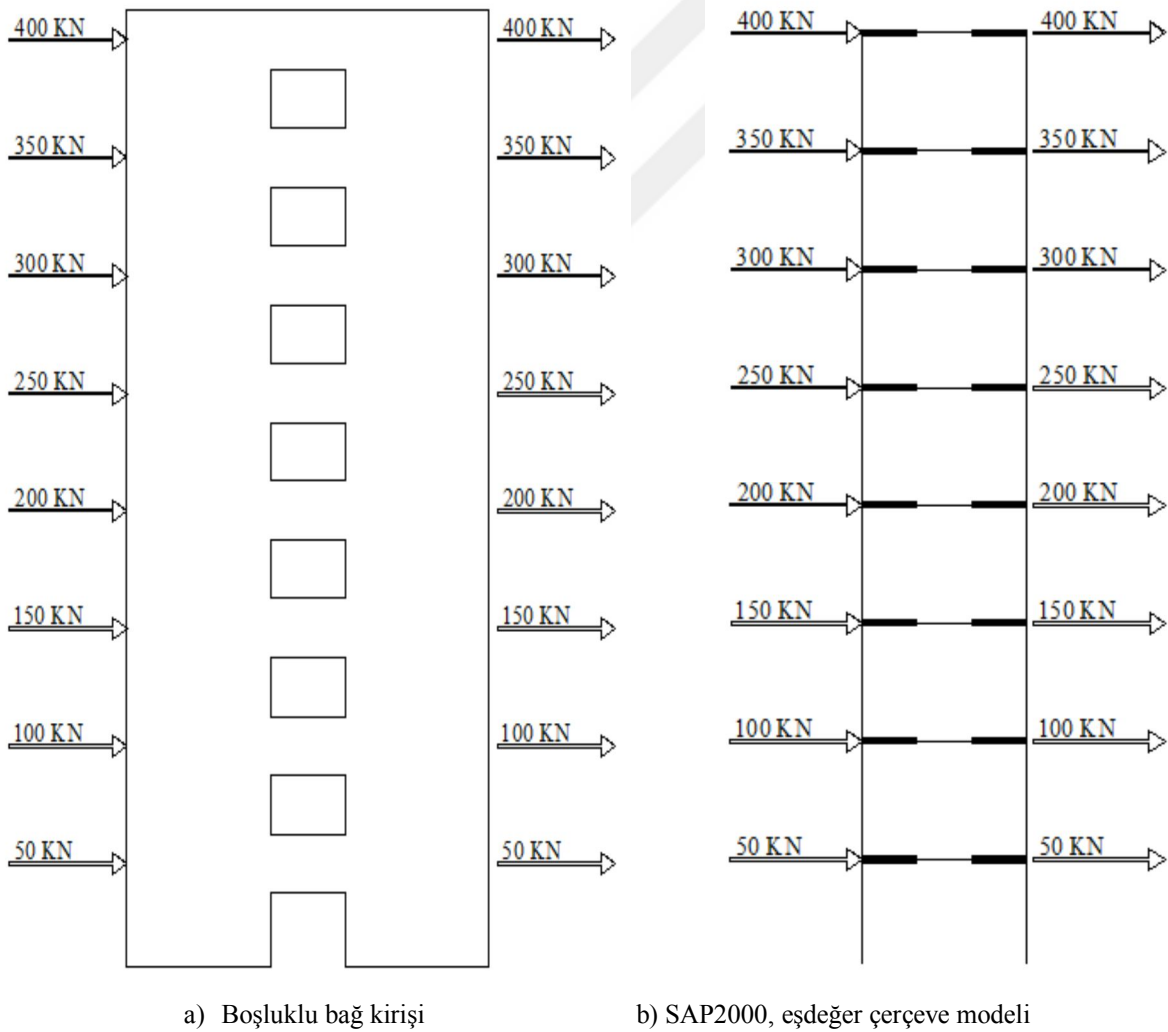 400 KN 400 KN 400 KN 400 KN
350 KN 350 KN 350 KN 350 KN
300 KN 300 KN 300 KN 300 KN
250 KN 250 KN 250 KN 250 KN
200 KN 200 KN 200 KN 200 KN
150 KN 150 KN 150 KN 150 KN
100 KN 100 KN 100 KN 100 KN
50 KN 50 KN 50 KN 50 KN
a) Boşluklu bağ kirişi b) SAP2000, eşdeğer çerçeve modeli